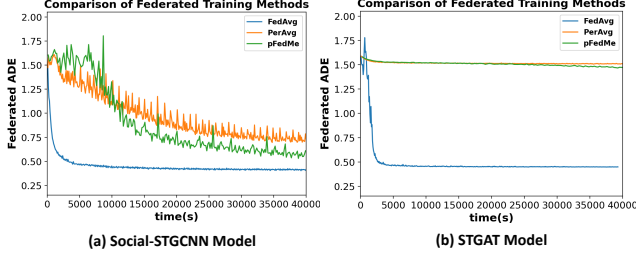 Comparison of Federated Training Methods
2.00
1.75
1.50
1.25
1.00
0.75
0.50
0.25
Federated ADE
FedAvg
PerAvg
pFedMe
0 5000 10000 15000 20000 25000 30000 35000 40000
time(s)
(a) Social-STGCNN Model
Comparison of Federated Training Methods
2.00
1.75
1.50
1.25
1.00
0.75
0.50
0.25
Federated ADE
FedAvg
PerAvg
pFedMe
0 5000 10000 15000 20000 25000 30000 35000 40000
time(s)
(b) STGAT Model